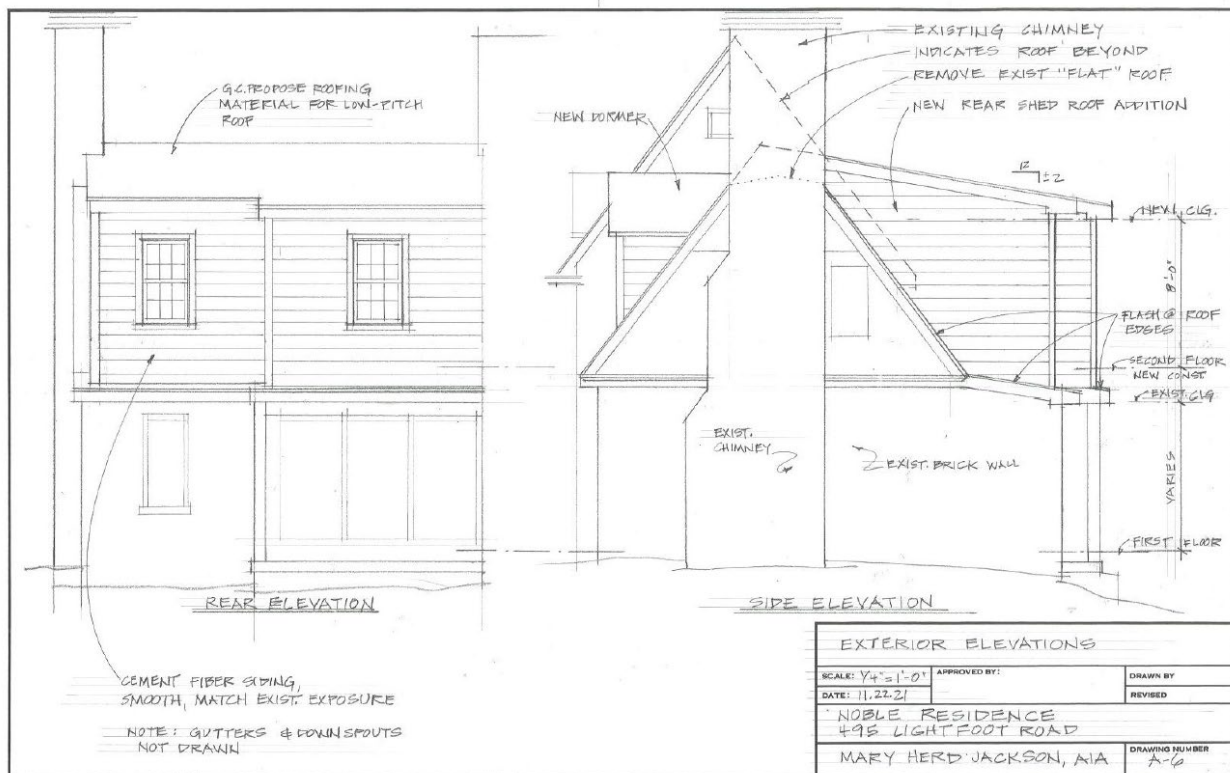 G.C. PROPOSE ROOFING
MATERIAL FOR LOW-PITCH
ROOF
NEW DORMER
EXISTING CHIMNEY
INDICATES ROOF BEYOND
REMOVE EXIST "FLAT" ROOF
NEW REAR SHED ROOF ADDITION
12
±2
NEW CLG.
8'-0"
FLASH @ ROOF
EDGES
SECOND FLOOR
NEW CONST
EXIST. CLG
EXIST.
CHIMNEY
EXIST. BRICK WALL
VARIES
FIRST FLOOR
REAR ELEVATION
SIDE ELEVATION
CEMENT FIBER SIDING,
SMOOTH, MATCH EXIST. EXPOSURE
NOTE: GUTTERS & DOWNSPOUTS
NOT DRAWN
EXTERIOR ELEVATIONS
SCALE: 1/4" = 1'-0"
APPROVED BY:
DRAWN BY
DATE: 11.22.21
REVISED
NOBLE RESIDENCE
495 LIGHTFOOT ROAD
MARY HERD JACKSON, AIA
DRAWING NUMBER
A-6